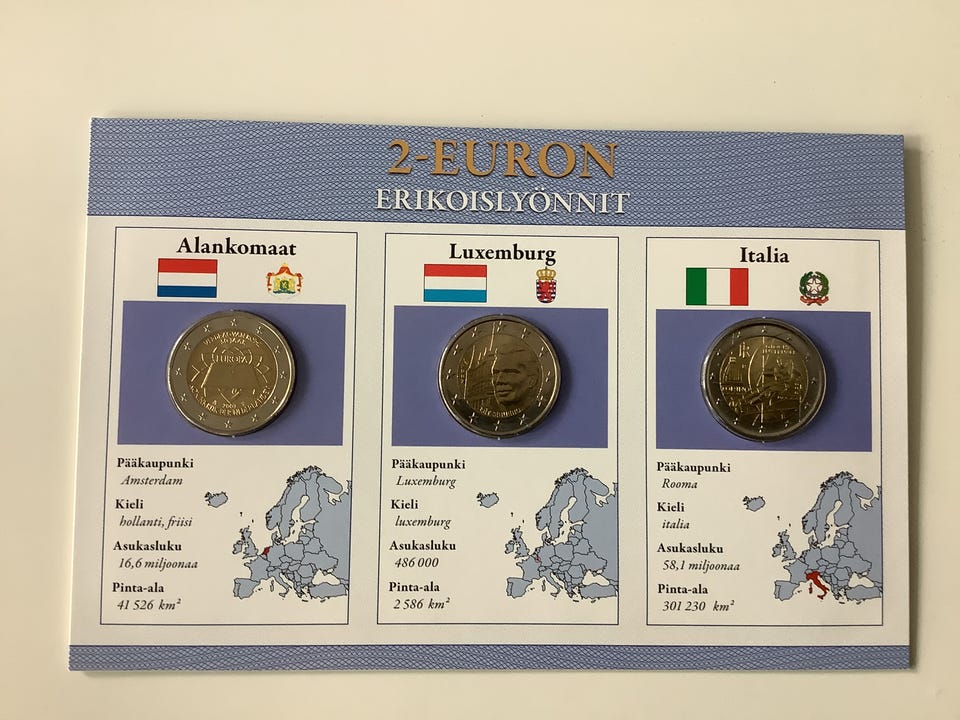 2-EURON
ERIKOISLYÖNNIT
Alankomaat
EUROPA
Pääkaupunki
Amsterdam
Kieli
hollanti, friisi
Asukasluku
16,6 miljoonaa
Pinta-ala
41 526 km²
Luxemburg
Pääkaupunki
Luxemburg
Kieli
luxemburg
Asukasluku
486 000
Pinta-ala
2 586 km²
Italia
Pääkaupunki
Rooma
Kieli
italia
Asukasluku
58,1 miljoonaa
Pinta-ala
301 230 km²